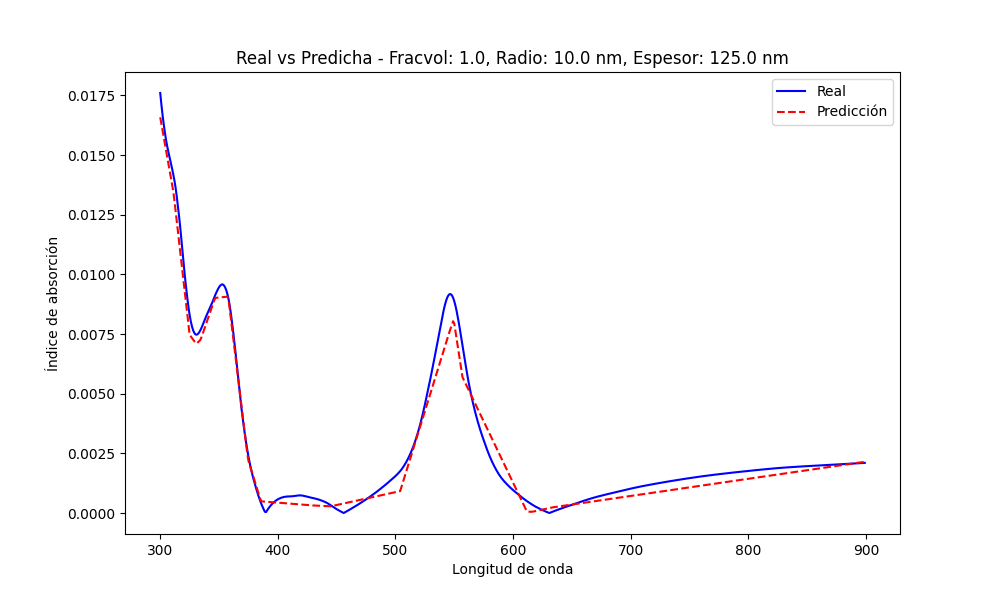 Real vs Predicha - Fracvol: 1.0, Radio: 10.0 nm, Espesor: 125.0 nm
Real
Predicción
Índice de absorción
0.0175
0.0150
0.0125
0.0100
0.0075
0.0050
0.0025
0.0000
300 400 500 600 700 800 900
Longitud de onda